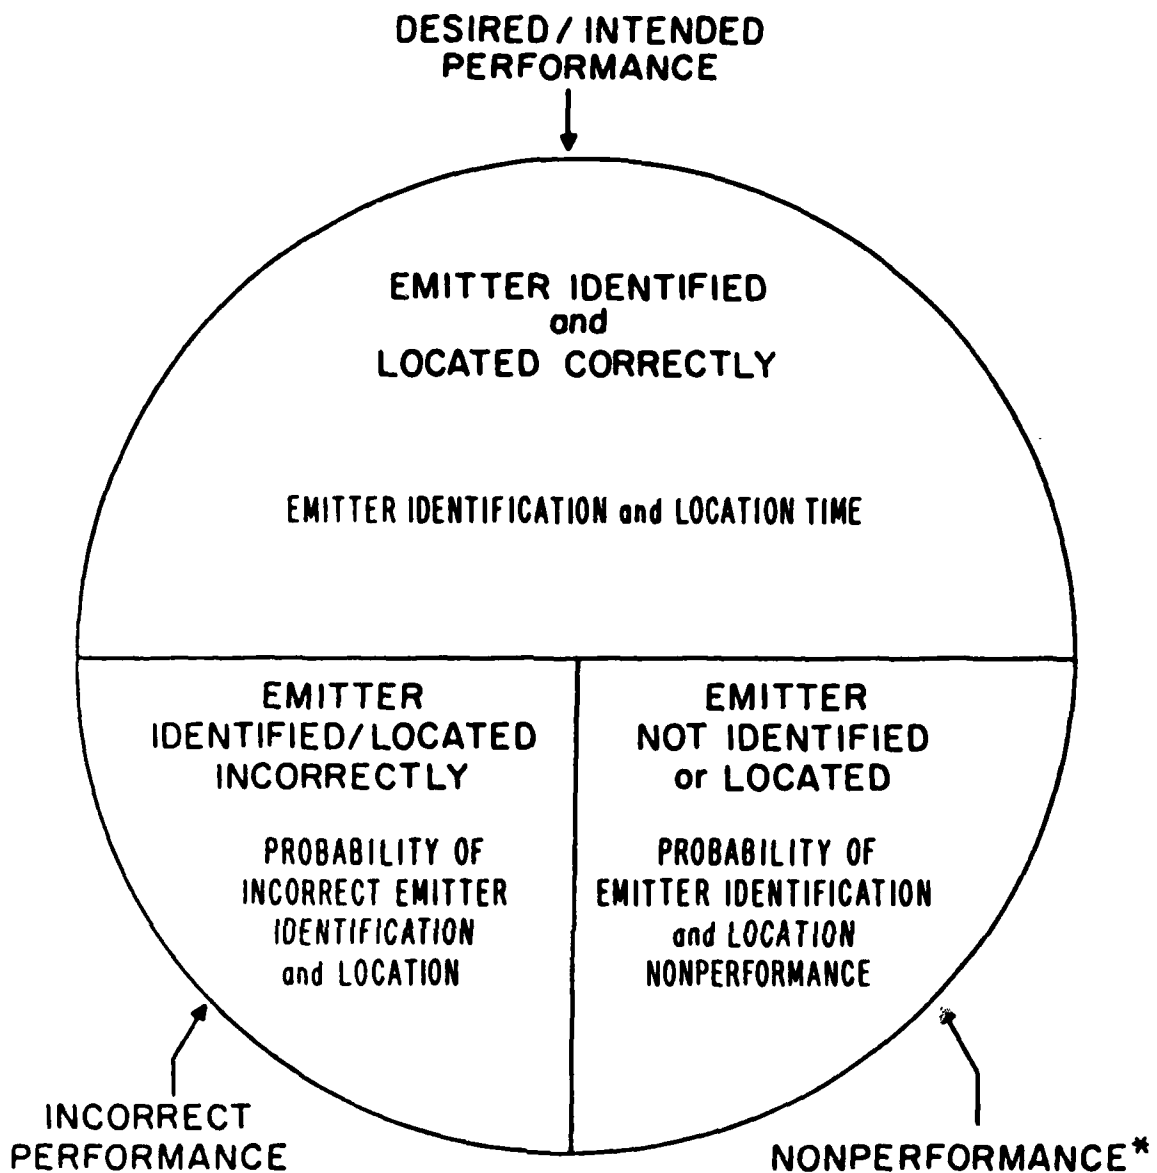 DESIRED / INTENDED
PERFORMANCE
EMITTER IDENTIFIED
and
LOCATED CORRECTLY
EMITTER IDENTIFICATION and LOCATION TIME
EMITTER
IDENTIFIED/LOCATED
INCORRECTLY
PROBABILITY OF
INCORRECT EMITTER
IDENTIFICATION
and LOCATION
EMITTER
NOT IDENTIFIED
or LOCATED
PROBABILITY OF
EMITTER IDENTIFICATION
and LOCATION
NONPERFORMANCE
INCORRECT
PERFORMANCE
NONPERFORMANCE*